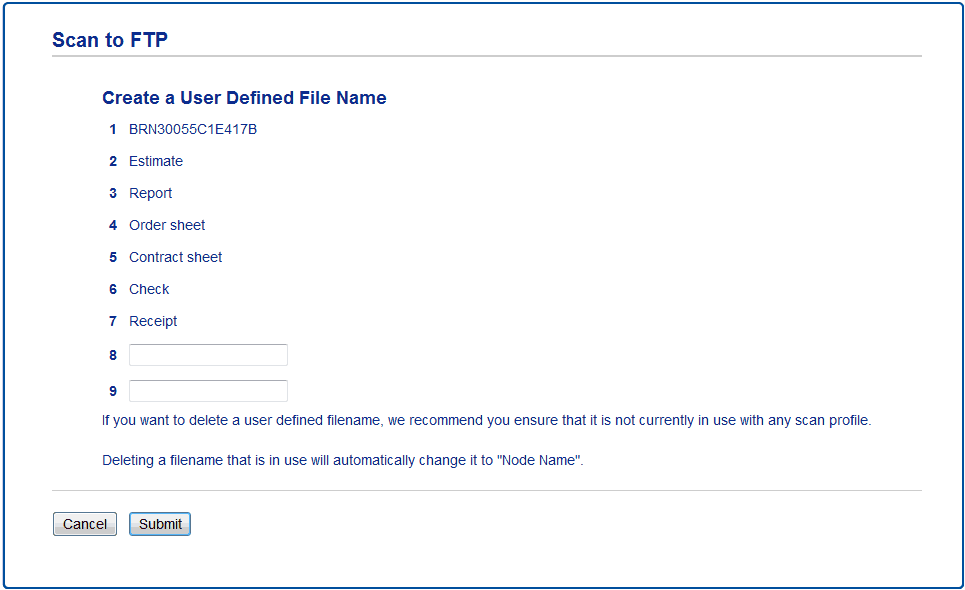 Scan to FTP
Create a User Defined File Name
1 BRN30055C1E417B
2 Estimate
3 Report
4 Order sheet
5 Contract sheet
6 Check
7 Receipt
8
9
If you want to delete a user defined filename, we recommend you ensure that it is not currently in use with any scan profile.
Deleting a filename that is in use will automatically change it to "Node Name".
Cancel Submit